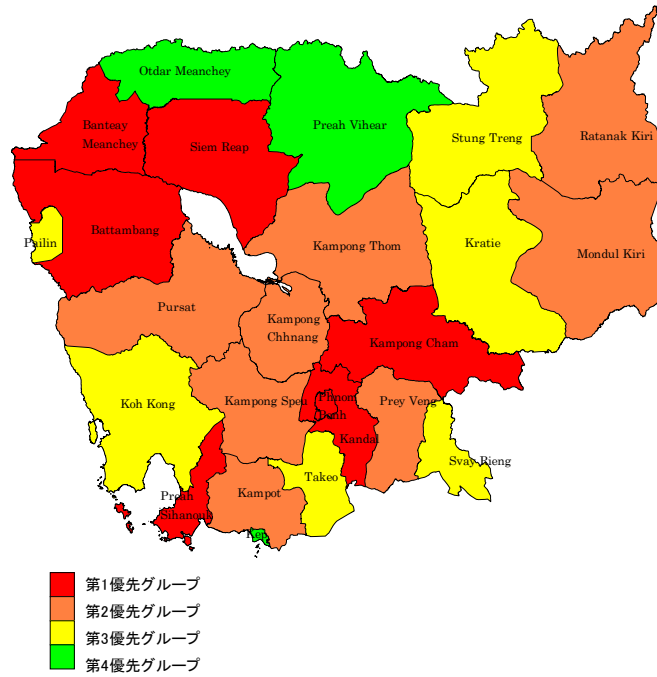 Otdar Meanchey
Banteay
Meanchey
Siem Reap
Preah Vihear
Stung Treng
Ratanak Kiri
Pailin
Battambang
Kampong Thom
Kratie
Mondul Kiri
Pursat
Kampong
Chhnang
Kampong Cham
Koh Kong
Kampong Speu
Phnom
Penh
Prey Veng
Kandal
Svay Rieng
Takeo
Preah
Sihanouk
Kampot
Kep
第1優先グループ
第2優先グループ
第3優先グループ
第4優先グループ